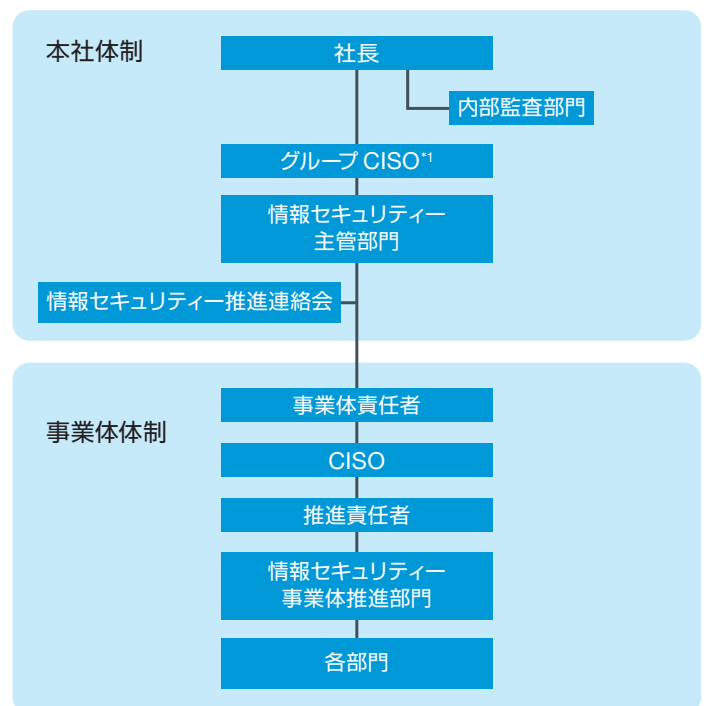 本社体制
社長
内部監査部門
グループ CISO*1
情報セキュリティー
主管部門
情報セキュリティー推進連絡会
事業体体制
事業体責任者
CISO
推進責任者
情報セキュリティー
事業体推進部門
各部門